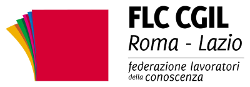 FLC CGIL
Roma - Lazio
federazione lavoratori
della conoscenza